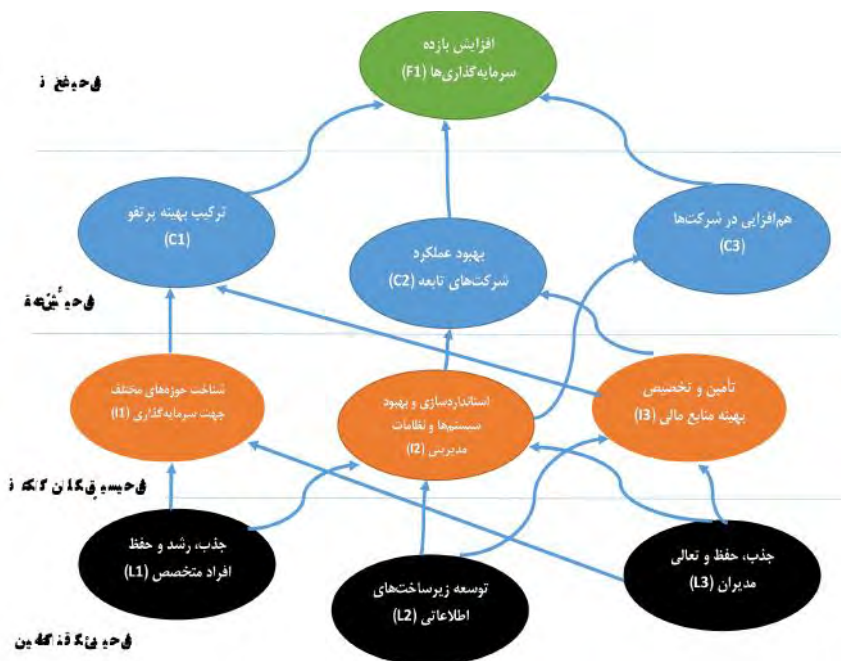 افزایش بازده
سرمایه‌گذاری‌ها (F1)
ترکیب بهینه پرتفو
(C1)
بهبود عملکرد
شرکت‌های تابعه (C2)
هم‌افزایی در شرکت‌ها
(C3)
شناخت حوزه‌های مختلف
جهت سرمایه‌گذاری (I1)
استانداردسازی و بهبود
سیستم‌ها و نظامات
مدیریتی (I2)
تأمین و تخصیص
بهینه منابع مالی (I3)
جذب، رشد و حفظ
افراد متخصص (L1)
توسعه زیرساخت‌های
اطلاعاتی (L2)
جذب، حفظ و تعالی
مدیران (L3)